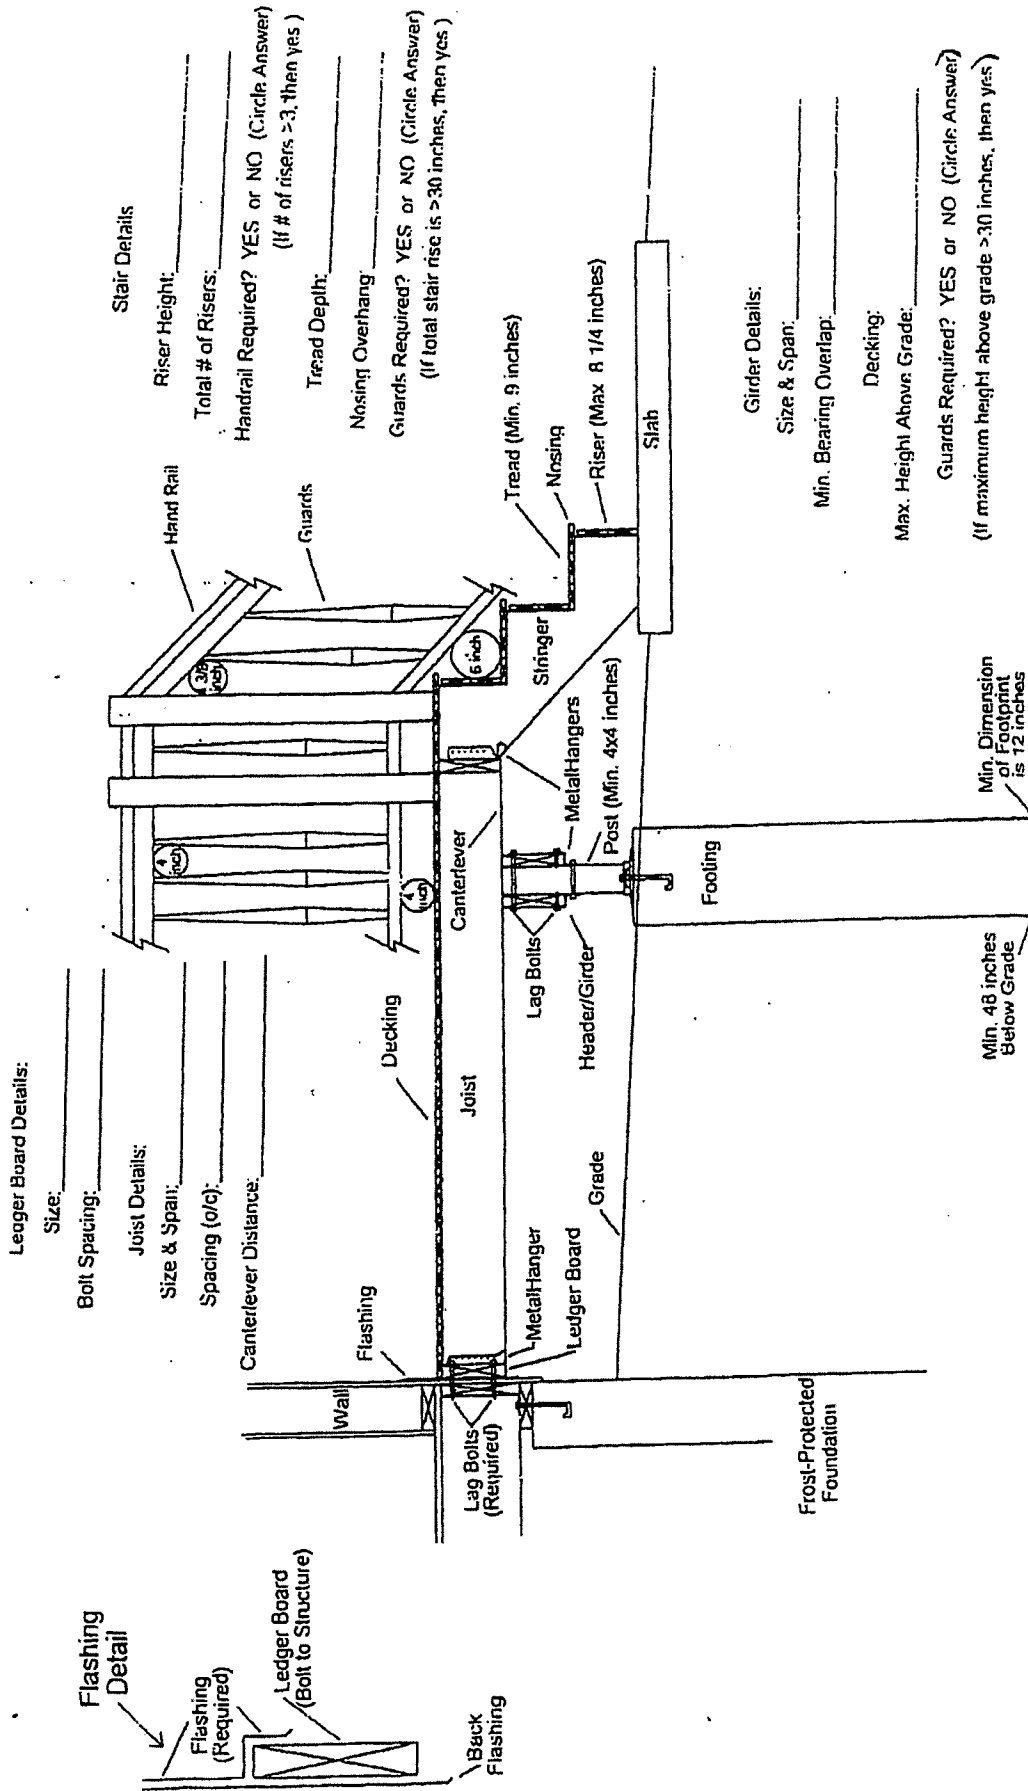 Flashing
Detail
Flashing
(Required)
Ledger Board
(Bolt to Structure)
Back
Flashing
Ledger Board Details:
Size:
Bolt Spacing:
Joist Details:
Size & Span:
Spacing (o/c):
Canterlever Distance:
Stair Details
Riser Height:
Total # of Risers:
Handrail Required? YES or NO (Circle Answer)
(If # of risers >3, then yes )
Tread Depth:
Nosing Overhang
Guards Required? YES or NO (Circle Answer)
(If total stair rise is >30 inches, then yes )
Hand Rail
Guards
4
inch
4 3/8
inch
4
inch
6 inch
Tread (Min. 9 inches)
Nosing
Riser (Max 8 1/4 inches)
Stringer
Slab
Flashing
Decking
Wall
Joist
Canterlever
Lag Bolts
(Required)
MetalHanger
Ledger Board
Lag Bolts
Header/Girder
MetalHangers
Post (Min. 4x4 inches)
Grade
Frost-Protected
Foundation
Footing
Min. 48 inches
Below Grade
Min. Dimension
of Footprint
is 12 inches
Girder Details:
Size & Span:
Min. Bearing Overlap:
Decking:
Max. Height Above Grade:
Guards Required? YES or NO (Circle Answer)
(If maximum height above grade >30 inches, then yes )